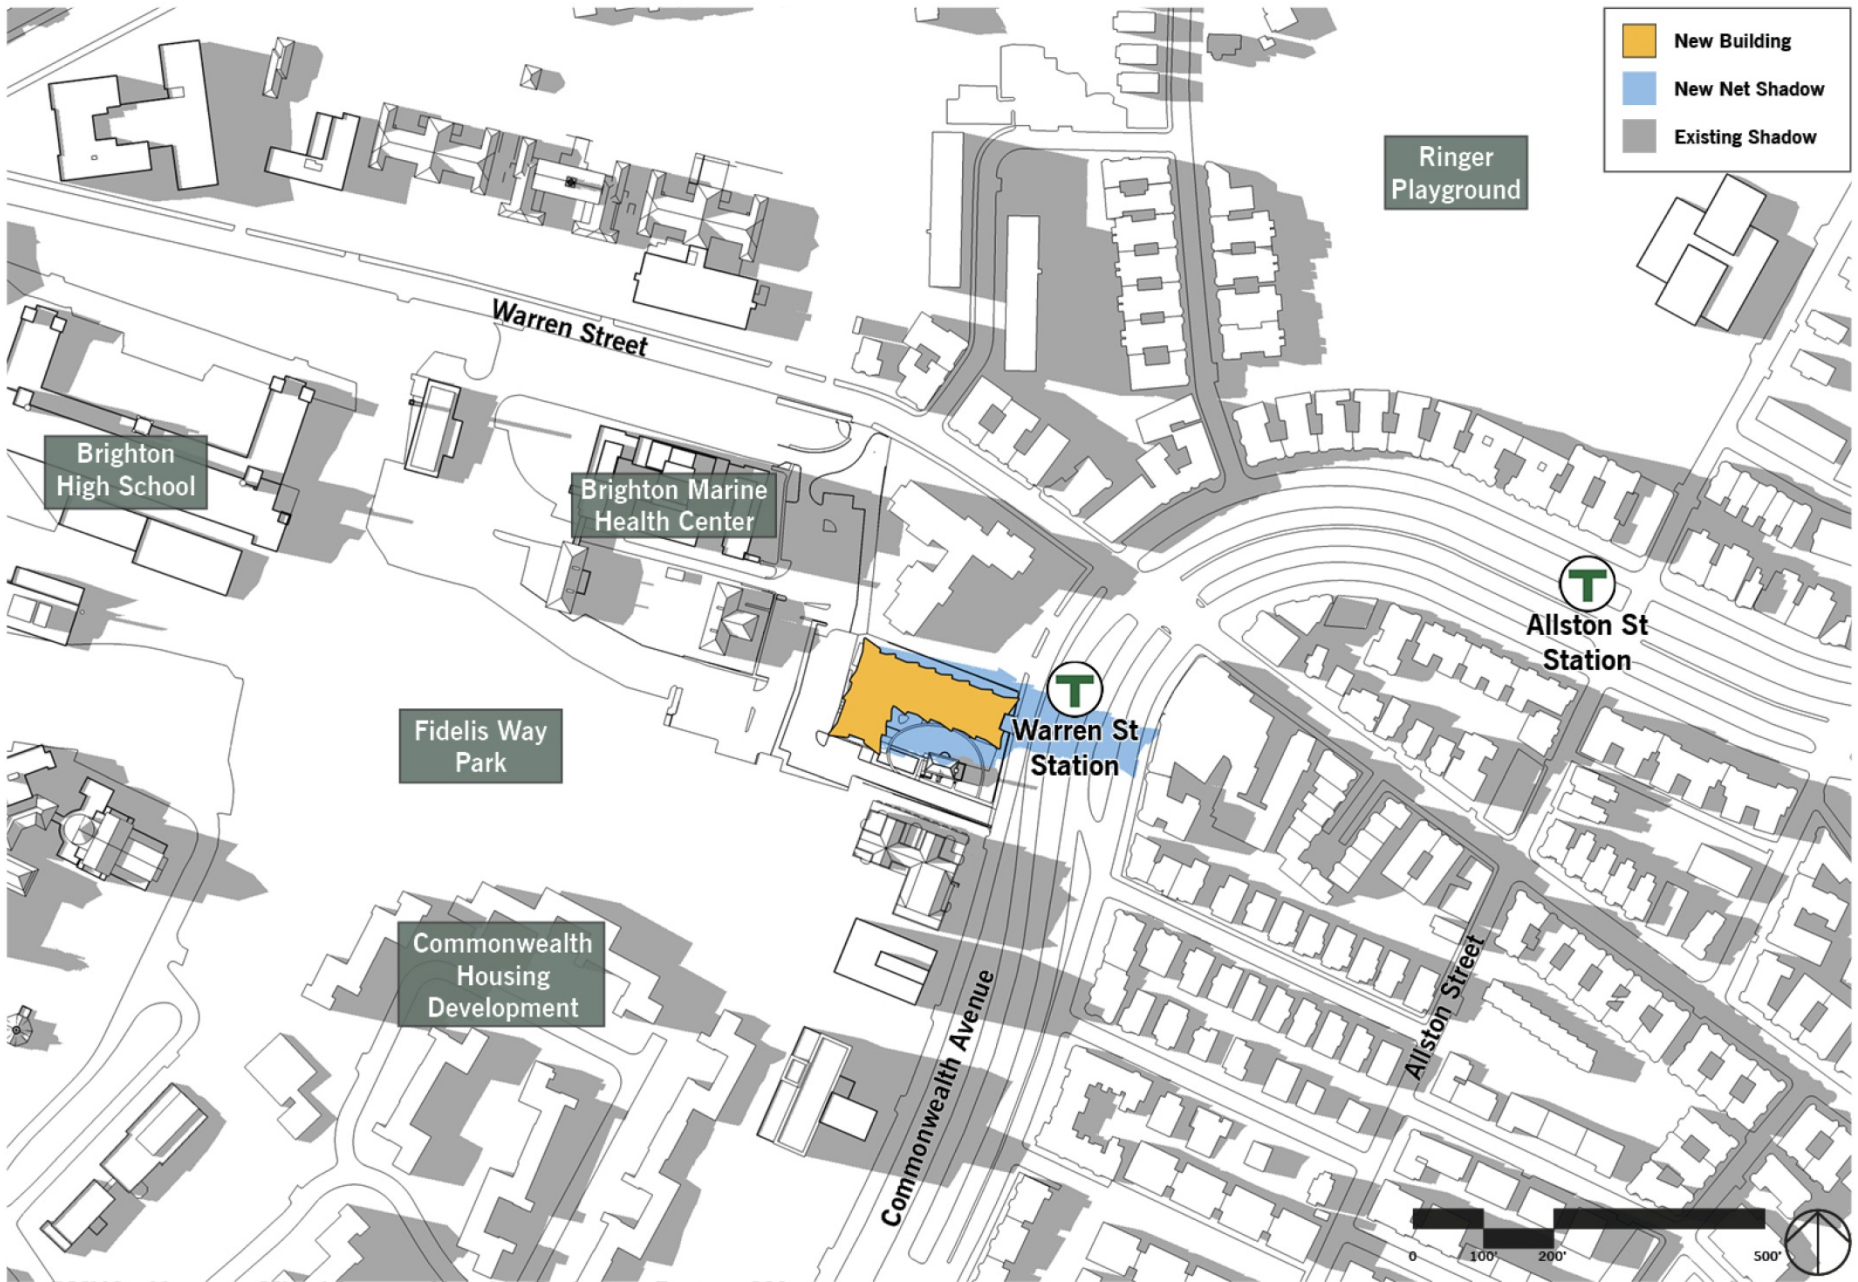 New Building
New Net Shadow
Existing Shadow
Ringer
Playground
Warren Street
Brighton
High School
Brighton Marine
Health Center
T
Allston St
Station
T
Warren St
Station
Fidelis Way
Park
Commonwealth
Housing
Development
Commonwealth Avenue
Allston Street
0 100' 200' 500'